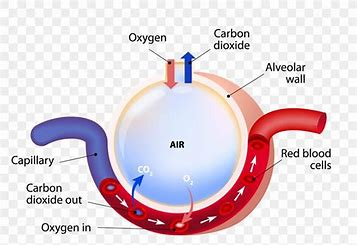 Oxygen
Carbon
dioxide
Alveolar
wall
AIR
Capillary
Red blood
cells
CO2
O2
Carbon
dioxide out
Oxygen in